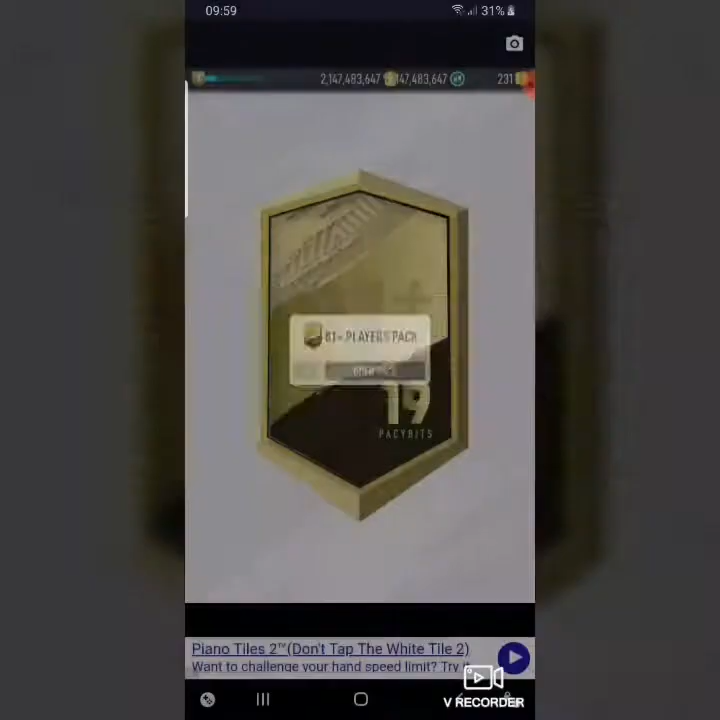 09:59
31%
2,147,483,647
147,483,647
231
81+ PLAYERS PACK
19
PACYBITS
Piano Tiles 2™(Don't Tap The White Tile 2)
Want to challenge your hand speed limit? Try it
V RECORDER